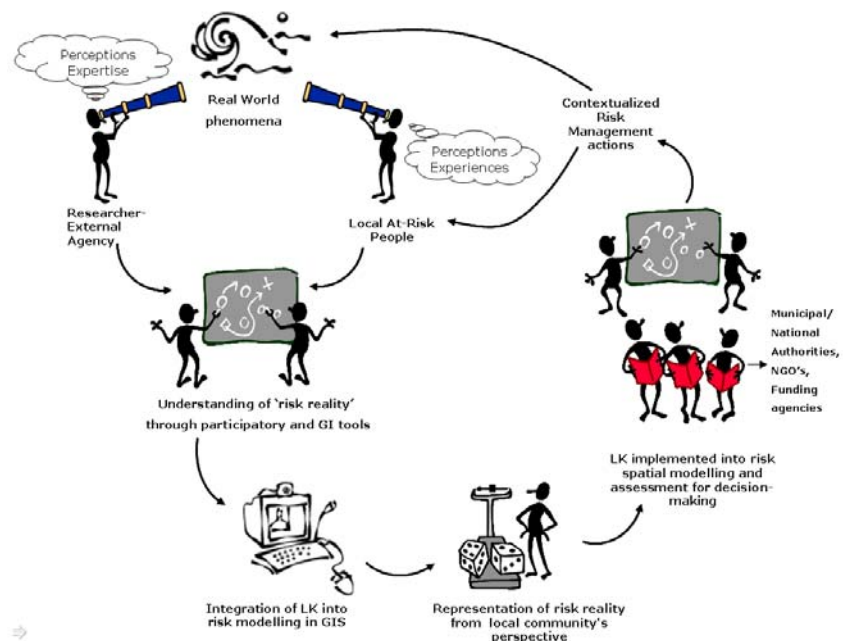 Perceptions
Expertise
Real World
phenomena
Perceptions
Experiences
Contextualized
Risk
Management
actions
Researcher-
External
Agency
Local At-Risk
People
Understanding of ‘risk reality’
through participatory and GI tools
Municipal/
National
Authorities,
NGO's,
Funding
agencies
LK implemented into risk
spatial modelling and
assessment for decision-
making
Integration of LK into
risk modelling in GIS
Representation of risk reality
from local community's
perspective